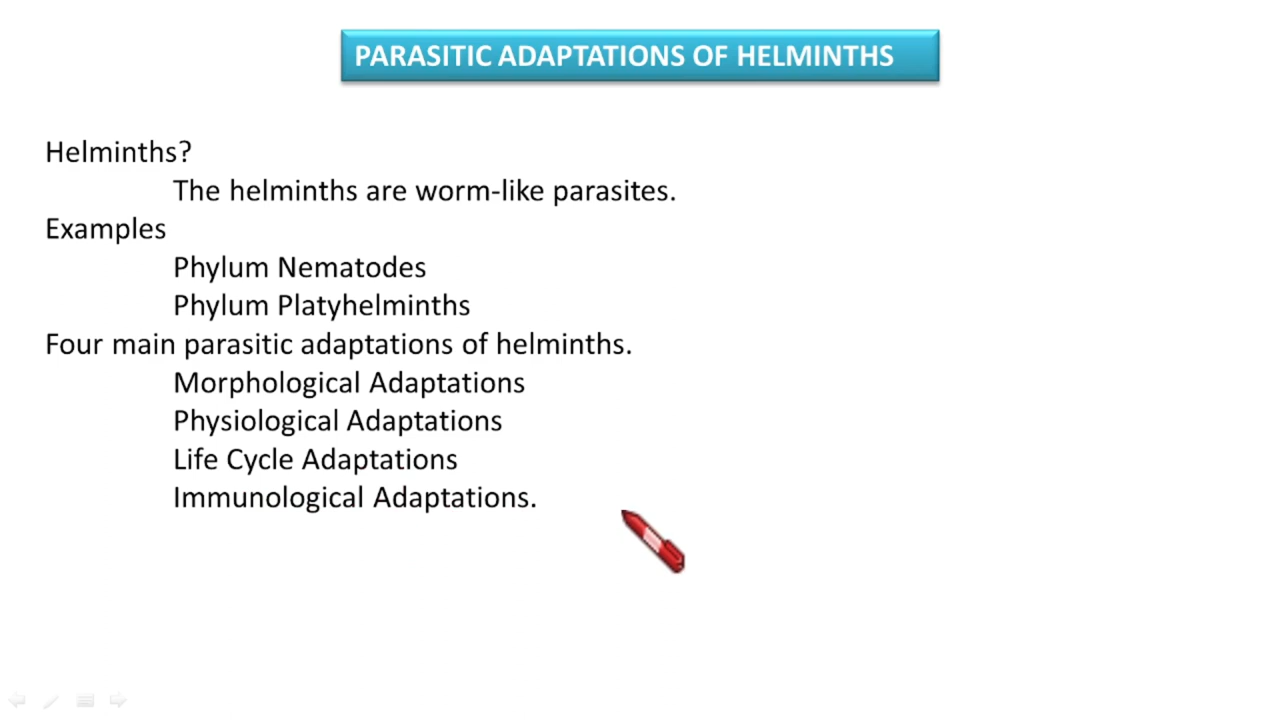 PARASITIC ADAPTATIONS OF HELMINTHS
Helminths?
The helminths are worm-like parasites.
Examples
Phylum Nematodes
Phylum Platyhelminths
Four main parasitic adaptations of helminths.
Morphological Adaptations
Physiological Adaptations
Life Cycle Adaptations
Immunological Adaptations.